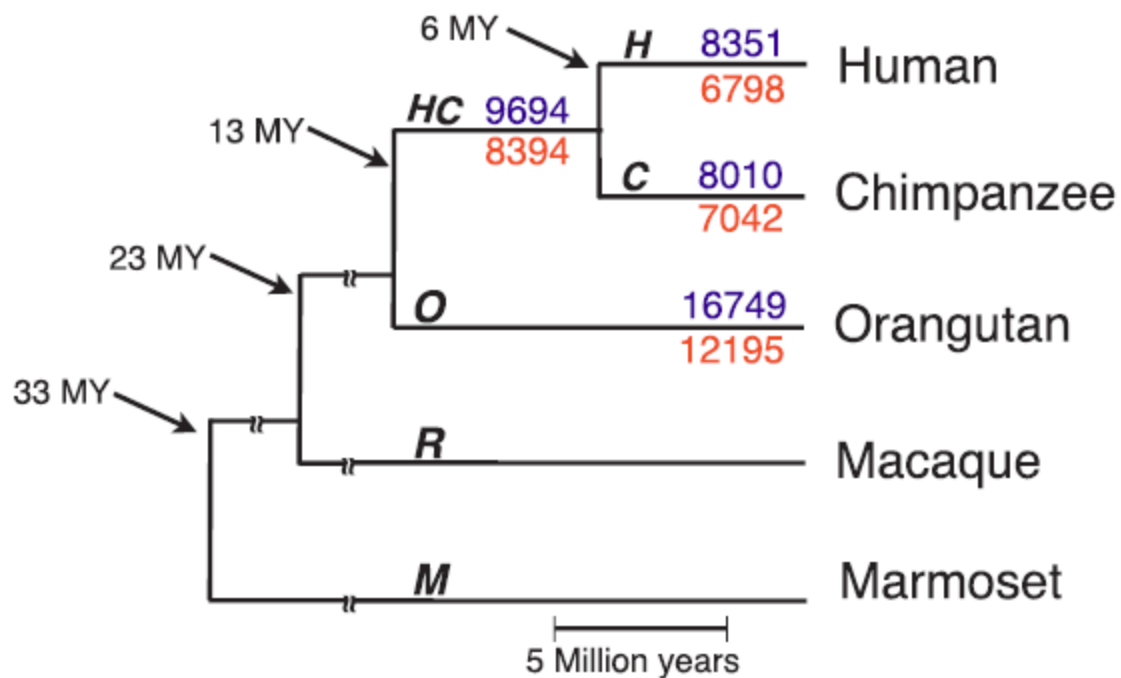 6 MY
H 8351
6798
Human
HC 9694
8394
13 MY
C 8010
7042
Chimpanzee
23 MY
O 16749
12195
Orangutan
33 MY
R
Macaque
M
Marmoset
5 Million years